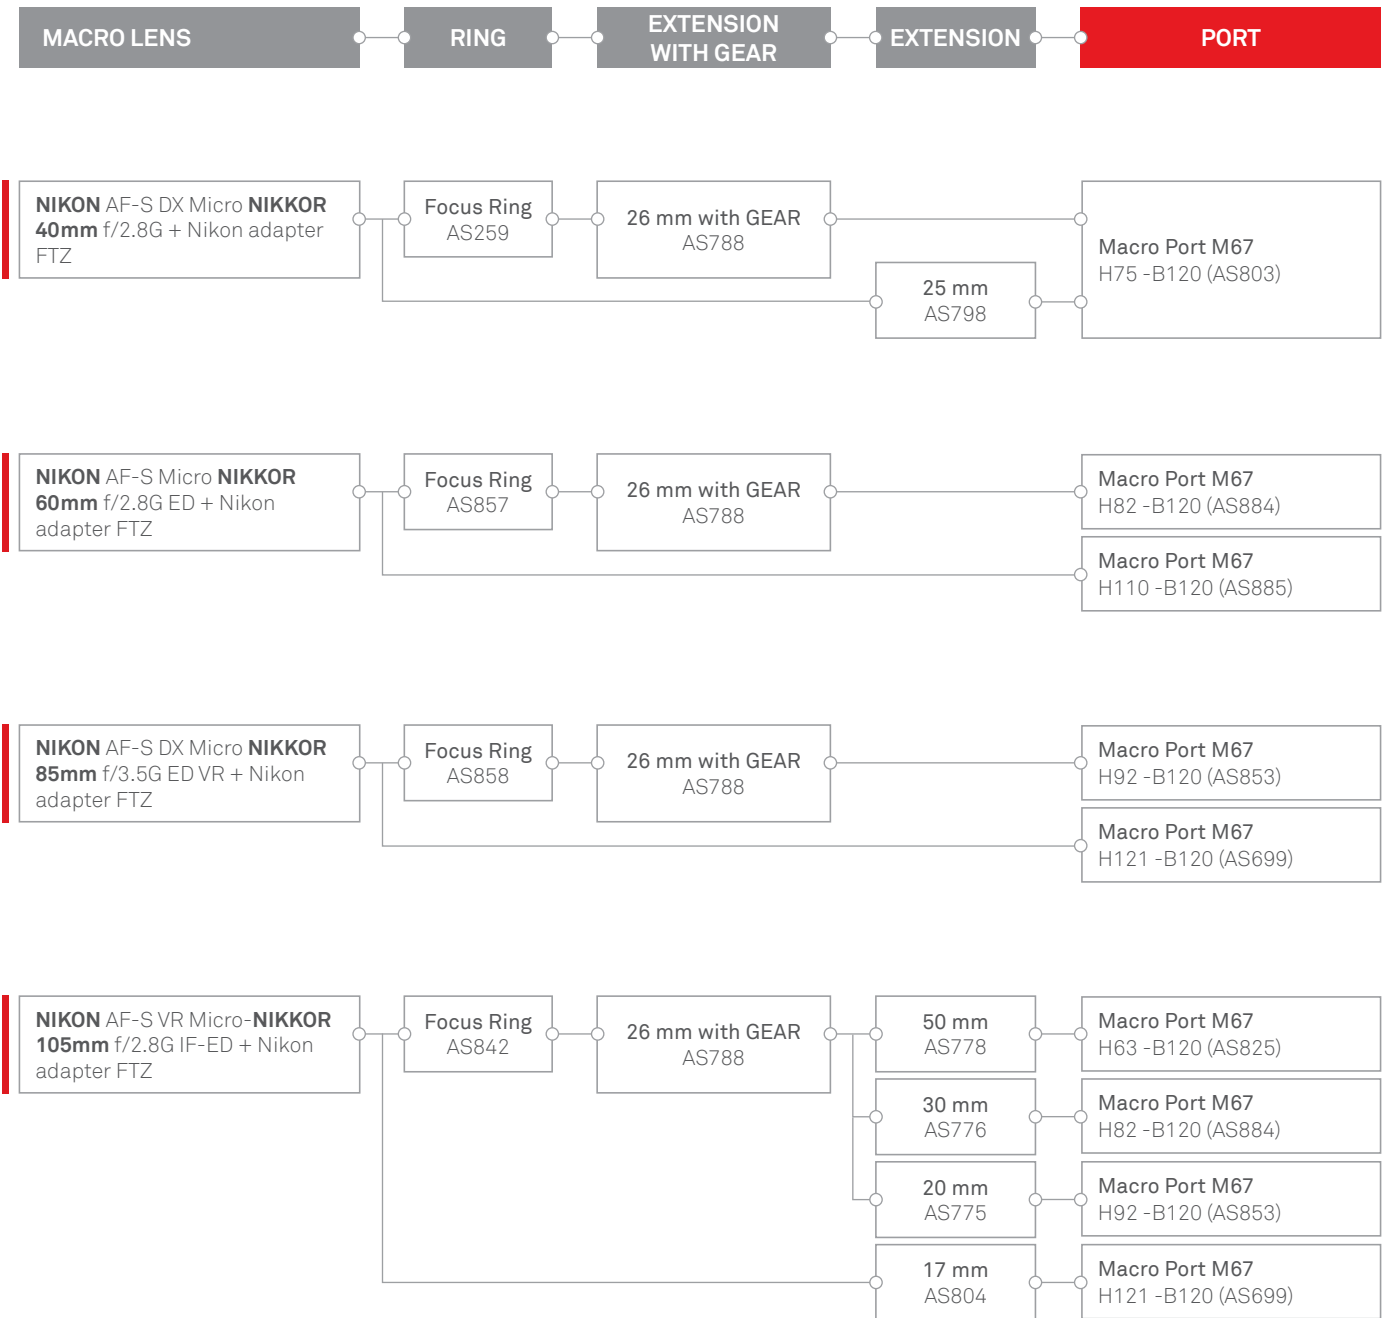 MACRO LENS
RING
EXTENSION
WITH GEAR
EXTENSION
PORT
NIKON AF-S DX Micro NIKKOR
40mm f/2.8G + Nikon adapter
FTZ
Focus Ring
AS259
26 mm with GEAR
AS788
25 mm
AS798
Macro Port M67
H75 -B120 (AS803)
NIKON AF-S Micro NIKKOR
60mm f/2.8G ED + Nikon
adapter FTZ
Focus Ring
AS857
26 mm with GEAR
AS788
Macro Port M67
H82 -B120 (AS884)
Macro Port M67
H110 -B120 (AS885)
NIKON AF-S DX Micro NIKKOR
85mm f/3.5G ED VR + Nikon
adapter FTZ
Focus Ring
AS858
26 mm with GEAR
AS788
Macro Port M67
H92 -B120 (AS853)
Macro Port M67
H121 -B120 (AS699)
NIKON AF-S VR Micro-NIKKOR
105mm f/2.8G IF-ED + Nikon
adapter FTZ
Focus Ring
AS842
26 mm with GEAR
AS788
50 mm
AS778
Macro Port M67
H63 -B120 (AS825)
30 mm
AS776
Macro Port M67
H82 -B120 (AS884)
20 mm
AS775
Macro Port M67
H92 -B120 (AS853)
17 mm
AS804
Macro Port M67
H121 -B120 (AS699)